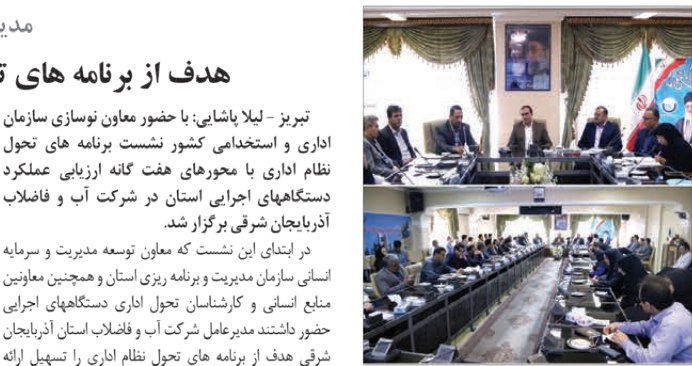 هدف از برنامه های
تبریز - لیلا پاشایی: با حضور معاون نوسازی سازمان
اداری و استخدامی کشور نشست برنامه های تحول
نظام اداری با محورهای هفت گانه ارزیابی عملکرد
دستگاههای اجرایی استان در شرکت آب و فاضلاب
آذربایجان شرقی برگزار شد.
در ابتدای این نشست که معاون توسعه مدیریت و سرمایه
انسانی سازمان مدیریت و برنامه ریزی استان و همچنین معاونین
منابع انسانی و کارشناسان تحول اداری دستگاههای اجرایی
حضور داشتند مدیرعامل شرکت آب و فاضلاب استان آذربایجان
شرقی هدف از برنامه های تحول نظام اداری را تسهیل ارائه